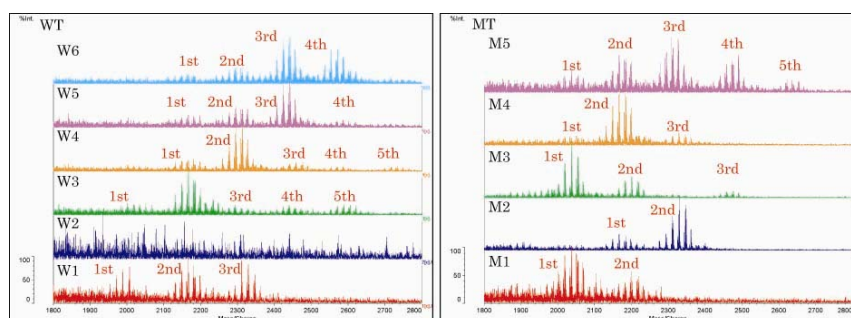 %Int. WT
W6 1st 2nd 3rd 4th
W5 1st 2nd 3rd 4th
W4 1st 2nd 3rd 4th 5th
W3 1st 3rd 4th 5th
W2
W1 1st 2nd 3rd
100
50
0
1800 1900 2000 2100 2200 2300 2400 2500 2600 2700 2800
Mass/Charge
%Int. MT
M5 1st 2nd 3rd 4th 5th
M4 1st 2nd 3rd
M3 1st 2nd 3rd
M2 1st 2nd
M1 1st 2nd
100
50
0
1800 1900 2000 2100 2200 2300 2400 2500 2600 2700 2800
Mass/Charge